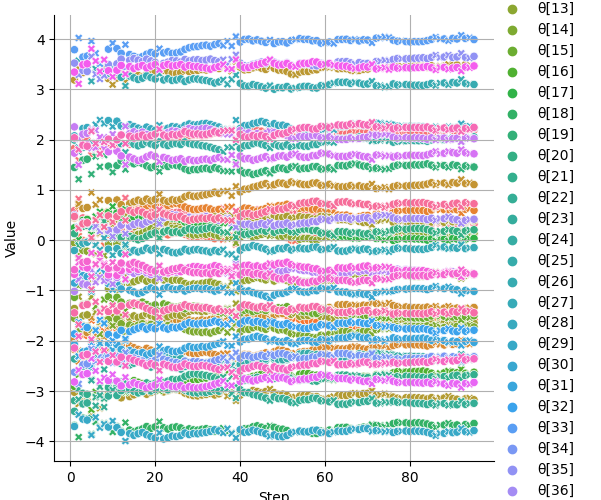 Value
4
3
2
1
0
−1
−2
−3
−4
0
20
40
60
80
Step
θ[13]
θ[14]
θ[15]
θ[16]
θ[17]
θ[18]
θ[19]
θ[20]
θ[21]
θ[22]
θ[23]
θ[24]
θ[25]
θ[26]
θ[27]
θ[28]
θ[29]
θ[30]
θ[31]
θ[32]
θ[33]
θ[34]
θ[35]
θ[36]